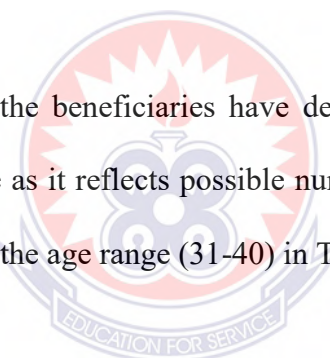 the beneficiaries have de
as it reflects possible nu
the age range (31-40) in T
EDUCATION FOR SERVICE